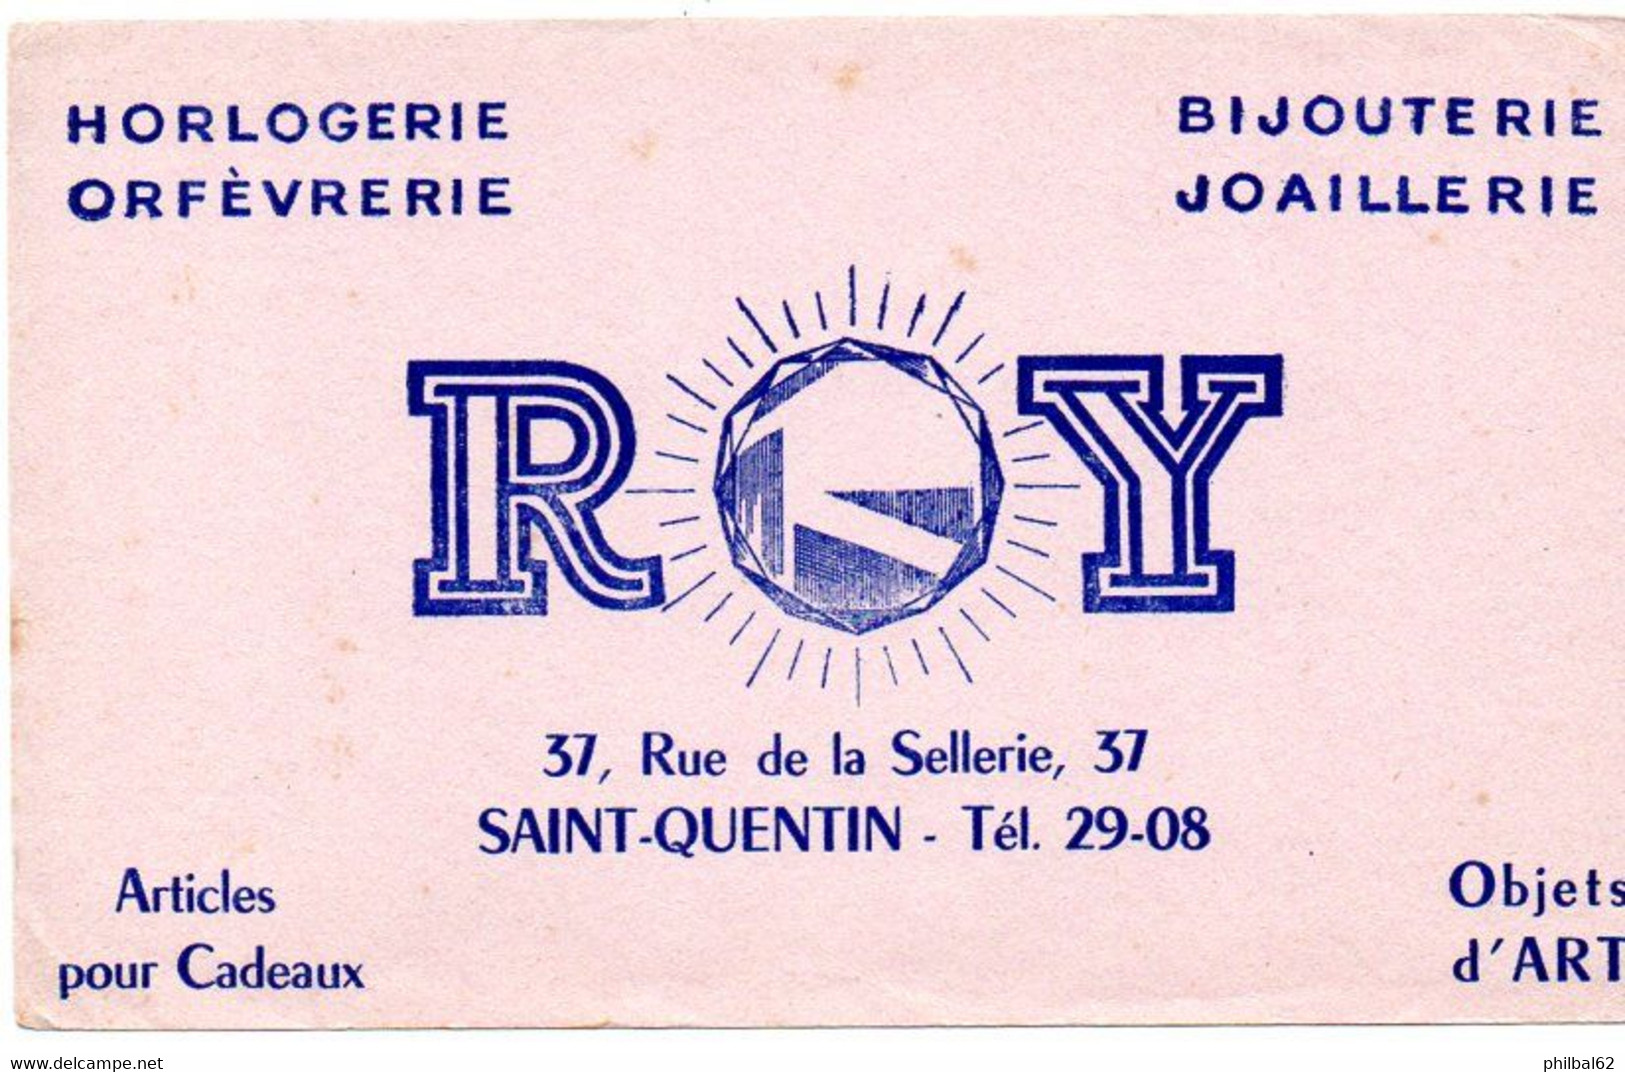 HORLOGERIE
ORFÈVRERIE
BIJOUTERIE
JOAILLERIE
ROY
37, Rue de la Sellerie, 37
SAINT-QUENTIN - Tél. 29-08
Articles
pour Cadeaux
Objets
d'ART
www.delcampe.net
philbal62